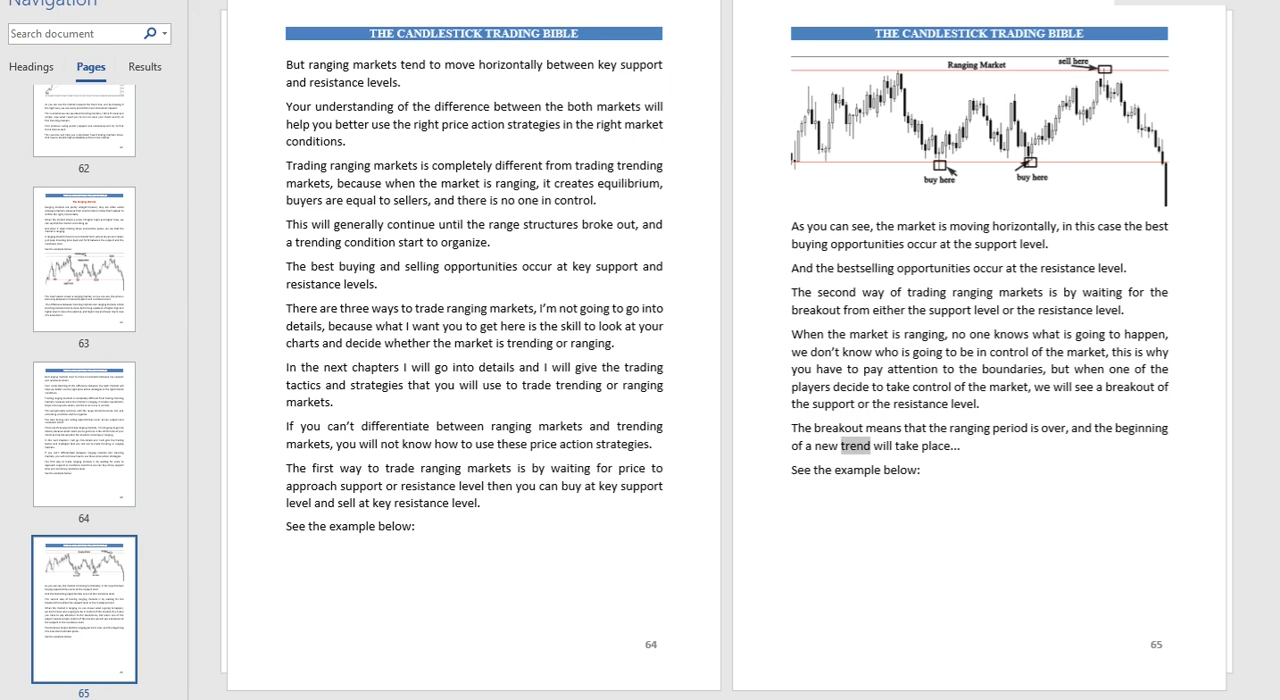 Navigation
Search document
Headings
Pages
Results
62
63
64
65
THE CANDLESTICK TRADING BIBLE
But ranging markets tend to move horizontally between key support
and resistance levels.
Your understanding of the difference between the both markets will
help you better use the right price action strategies in the right market
conditions.
Trading ranging markets is completely different from trading trending
markets, because when the market is ranging, it creates equilibrium,
buyers are equal to sellers, and there is no one in control.
This will generally continue until the range structures broke out, and
a trending condition start to organize.
The best buying and selling opportunities occur at key support and
resistance levels.
There are three ways to trade ranging markets, I’m not going to go into
details, because what I want you to get here is the skill to look at your
charts and decide whether the market is trending or ranging.
In the next chapters I will go into details and I will give the trading
tactics and strategies that you will use to trade trending or ranging
markets.
If you can’t differentiate between ranging markets and trending
markets, you will not know how to use these price action strategies.
The first way to trade ranging markets is by waiting for price to
approach support or resistance level then you can buy at key support
level and sell at key resistance level.
See the example below:
64
THE CANDLESTICK TRADING BIBLE
Ranging Market
sell here
buy here
buy here
As you can see, the market is moving horizontally, in this case the best
buying opportunities occur at the support level.
And the bestselling opportunities occur at the resistance level.
The second way of trading ranging markets is by waiting for the
breakout from either the support level or the resistance level.
When the market is ranging, no one knows what is going to happen,
we don’t know who is going to be in control of the market, this is why
you have to pay attention to the boundaries, but when one of the
players decide to take control of the market, we will see a breakout of
the support or the resistance level.
The breakout means that the ranging period is over, and the beginning
of a new trend will take place...
See the example below:
65